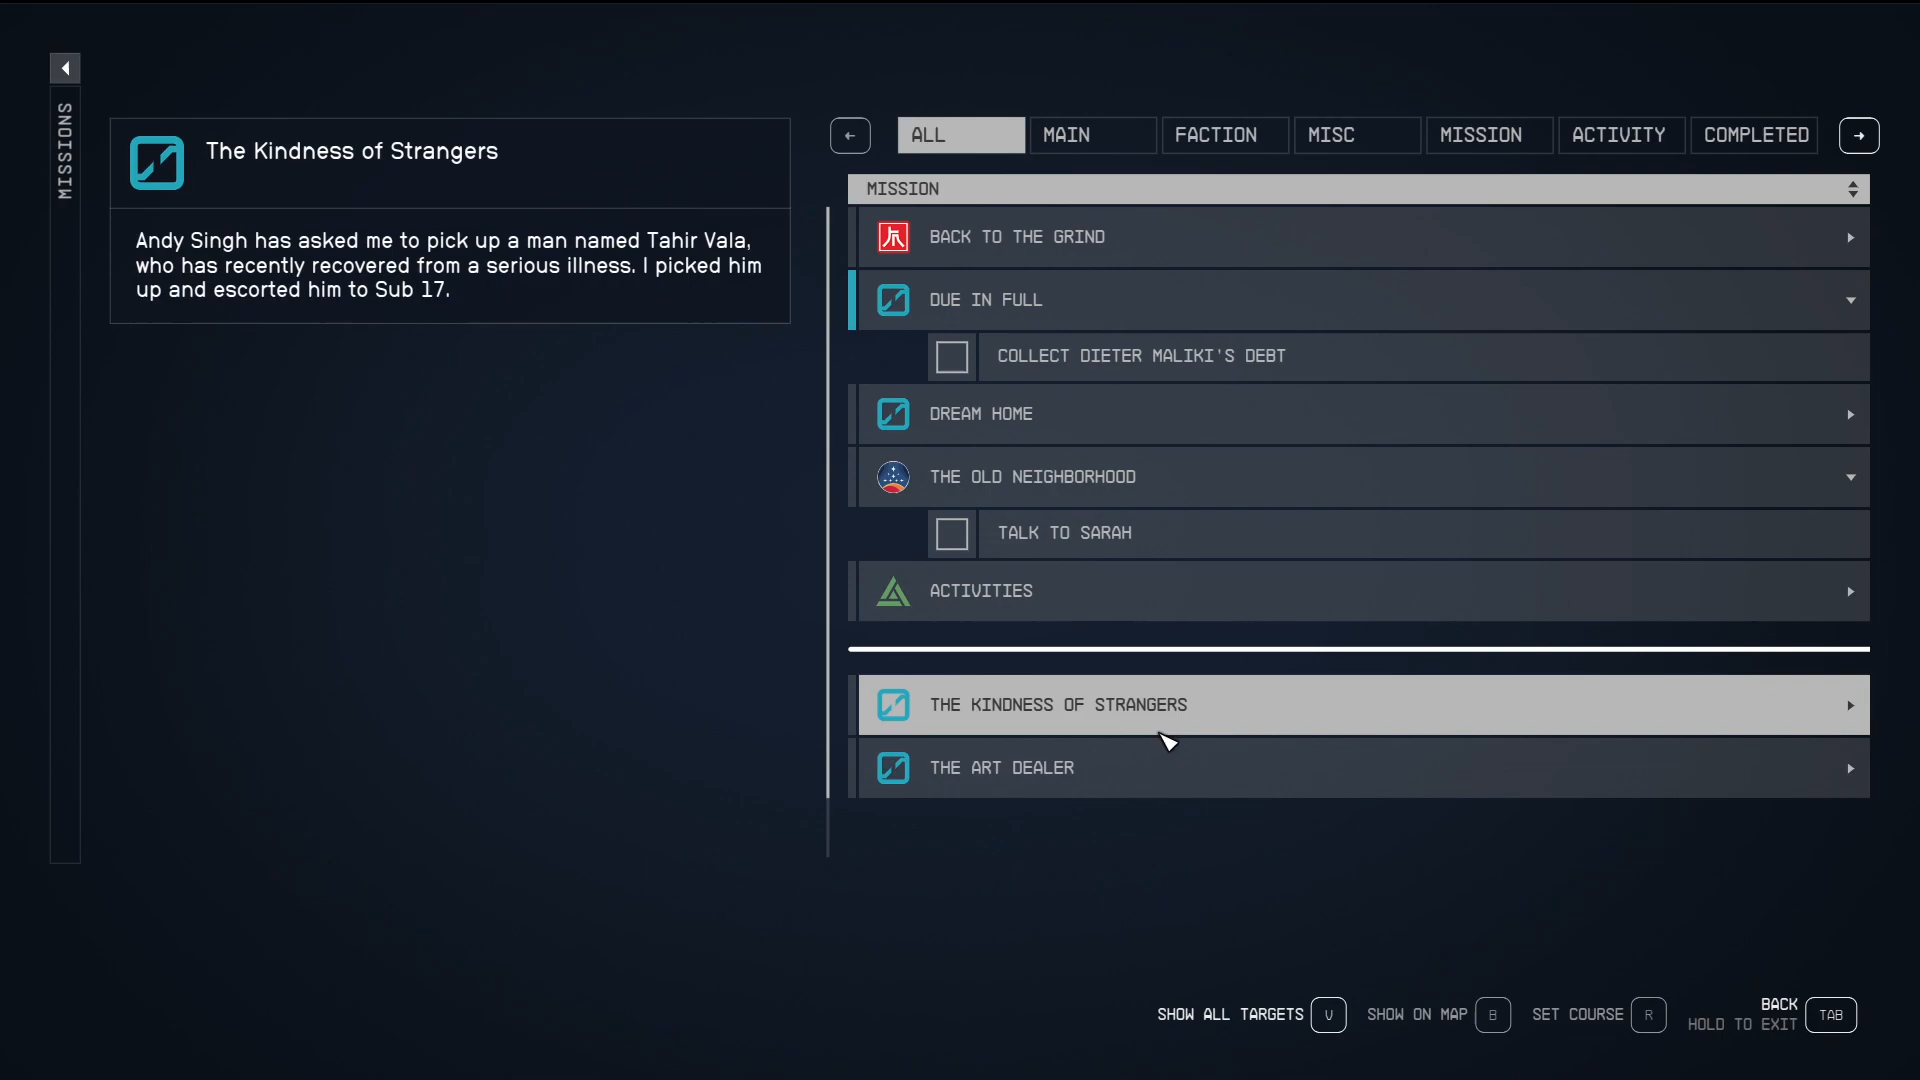 MISSIONS
The Kindness of Strangers
Andy Singh has asked me to pick up a man named Tahir Vala,
who has recently recovered from a serious illness. I picked him
up and escorted him to Sub 17.
ALL MAIN FACTION MISC MISSION ACTIVITY COMPLETED
MISSION
BACK TO THE GRIND
DUE IN FULL
COLLECT DIETER MALIKI'S DEBT
DREAM HOME
THE OLD NEIGHBORHOOD
TALK TO SARAH
ACTIVITIES
THE KINDNESS OF STRANGERS
THE ART DEALER
SHOW ALL TARGETS V SHOW ON MAP B SET COURSE R BACK TAB
HOLD TO EXIT